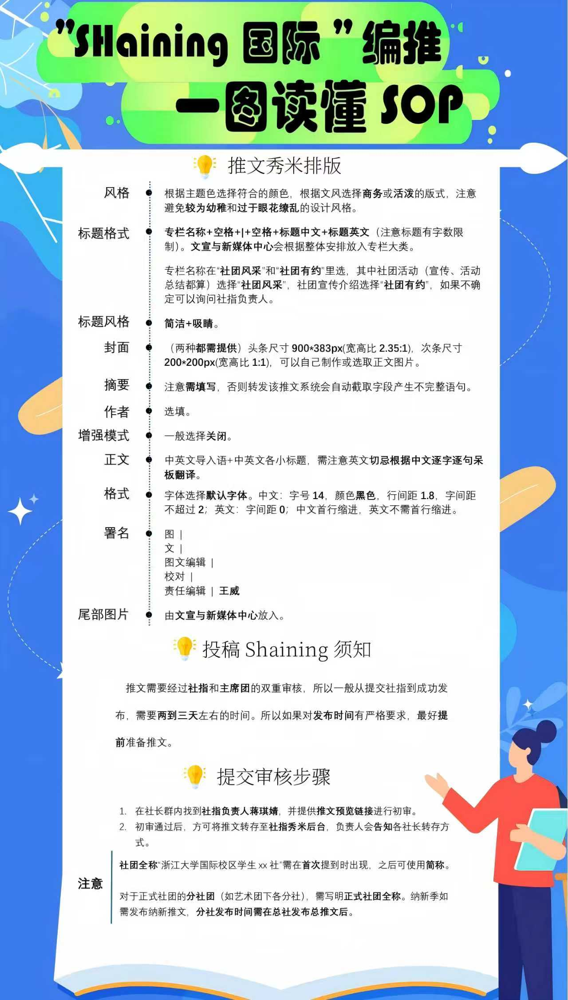 ”SHaining 国际 ”编推
一图读懂 SOP
推文秀米排版
风格
根据主题色选择符合的颜色，根据文风选择商务或活泼的版式，注意
避免较为幼稚和过于眼花缭乱的设计风格。
标题格式
专栏名称+空格+|+空格+标题中文+标题英文（注意标题有字数限
制）。文宣与新媒体中心会根据整体安排放入专栏大类。
专栏名称在“社团风采”和“社团有约”里选，其中社团活动（宣传、活动
总结都算）选择“社团风采”，社团宣传介绍选择“社团有约”，如果不确
定可以询问社指负责人。
标题风格
简洁+吸睛。
封面
（两种都需提供）头条尺寸 900*383px(宽高比 2.35:1)，次条尺寸
200*200px(宽高比 1:1)，可以自己制作或选取正文图片。
摘要
注意需填写，否则转发该推文系统会自动截取字段产生不完整语句。
作者
选填。
增强模式
一般选择关闭。
正文
中英文导入语+中英文各小标题，需注意英文切忌根据中文逐字逐句呆
板翻译。
格式
字体选择默认字体。中文：字号 14，颜色黑色，行间距 1.8，字间距
不超过 2；英文：字间距 0；中文首行缩进，英文不需首行缩进。
署名
图 |
文 |
图文编辑 |
校对 |
责任编辑 | 王威
尾部图片
由文宣与新媒体中心放入。
投稿 Shaining 须知
推文需要经过社指和主席团的双重审核，所以一般从提交社指到成功发
布，需要两到三天左右的时间。所以如果对发布时间有严格要求，最好提
前准备推文。
提交审核步骤
1. 在社长群内找到社指负责人蒋琪婧，并提供推文预览链接进行初审。
2. 初审通过后，方可将推文转存至社指秀米后台，负责人会告知各社长转存方
式。
注意
社团全称“浙江大学国际校区学生 xx 社”需在首次提到时出现，之后可使用简称。
对于正式社团的分社团（如艺术团下各分社），需写明正式社团全称。纳新季如
需发布纳新推文，分社发布时间需在总社发布总推文后。